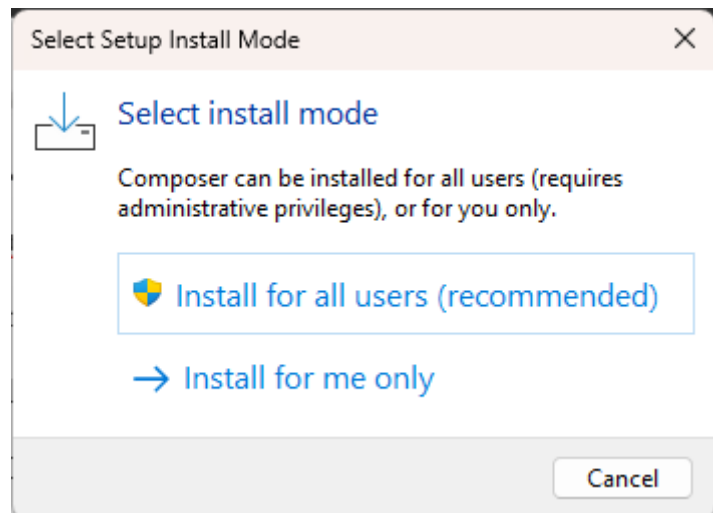 Select Setup Install Mode
Select install mode
Composer can be installed for all users (requires
administrative privileges), or for you only.
Install for all users (recommended)
Install for me only
Cancel